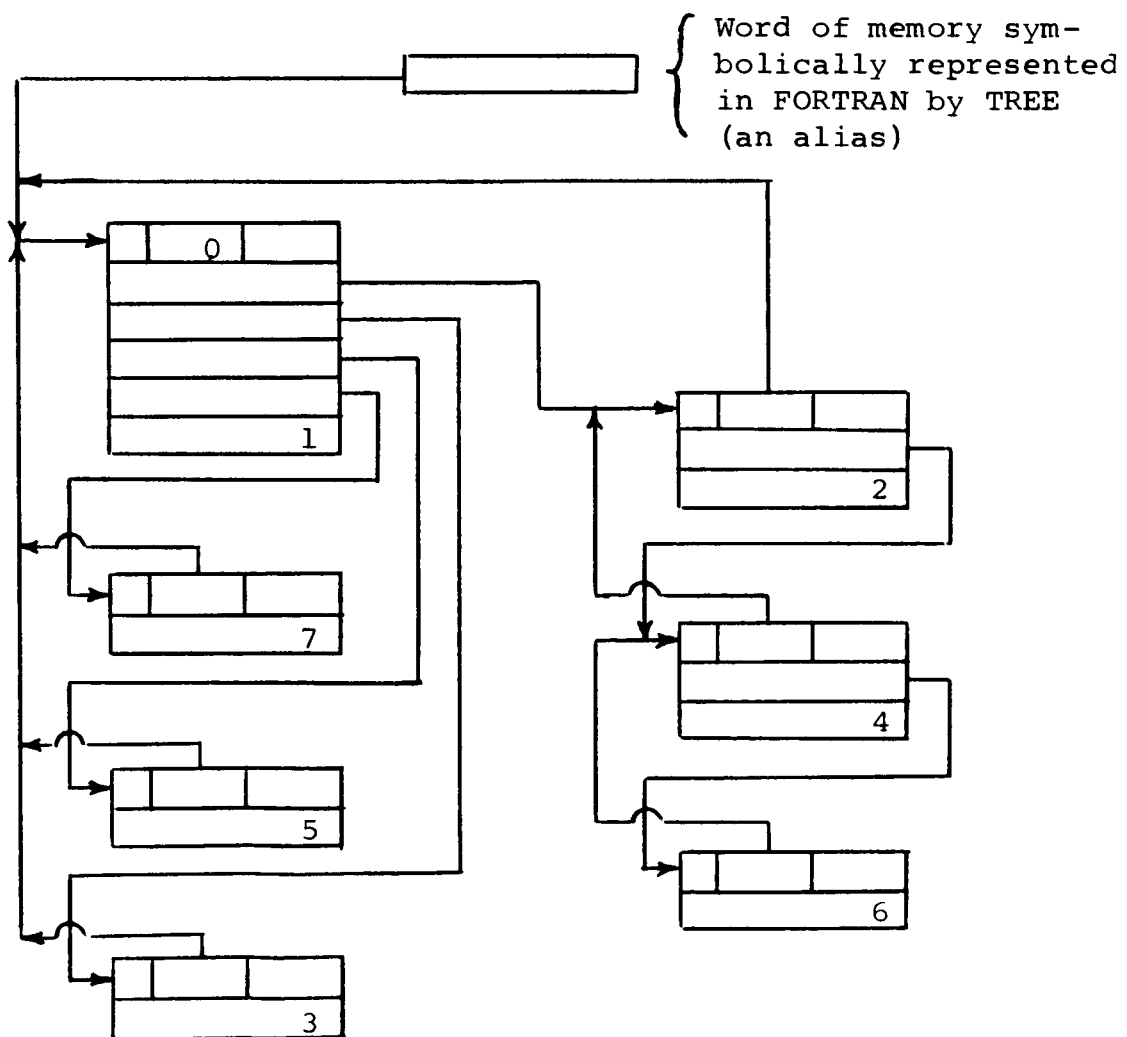 Word of memory sym-
bolically represented
in FORTRAN by TREE
(an alias)
0
1
2
7
4
5
6
3